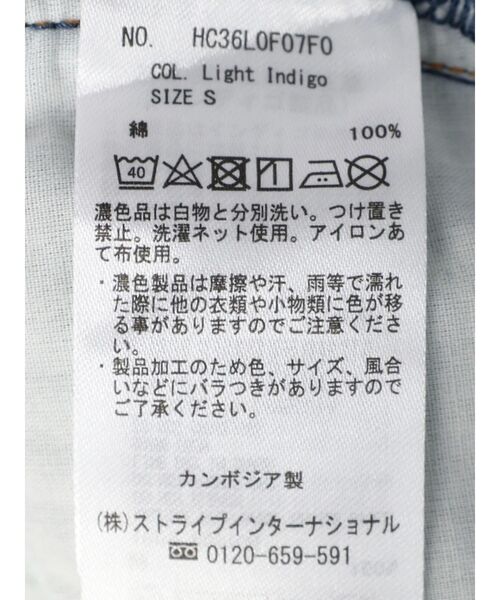 NO. HC36L0F07F0
COL. Light Indigo
SIZE S
綿 100%
40
濃色品は白物と分別洗い。つけ置き
禁止。洗濯ネット使用。アイロンあ
て布使用。
・濃色製品は摩擦や汗、雨等で濡れ
た際に他の衣類や小物類に色が移
る事がありますのでご注意くださ
い。
・製品加工のため色、サイズ、風合
いなどにバラつきがありますので
ご了承ください。
カンボジア製
(株)ストライプインターナショナル
0120-659-591